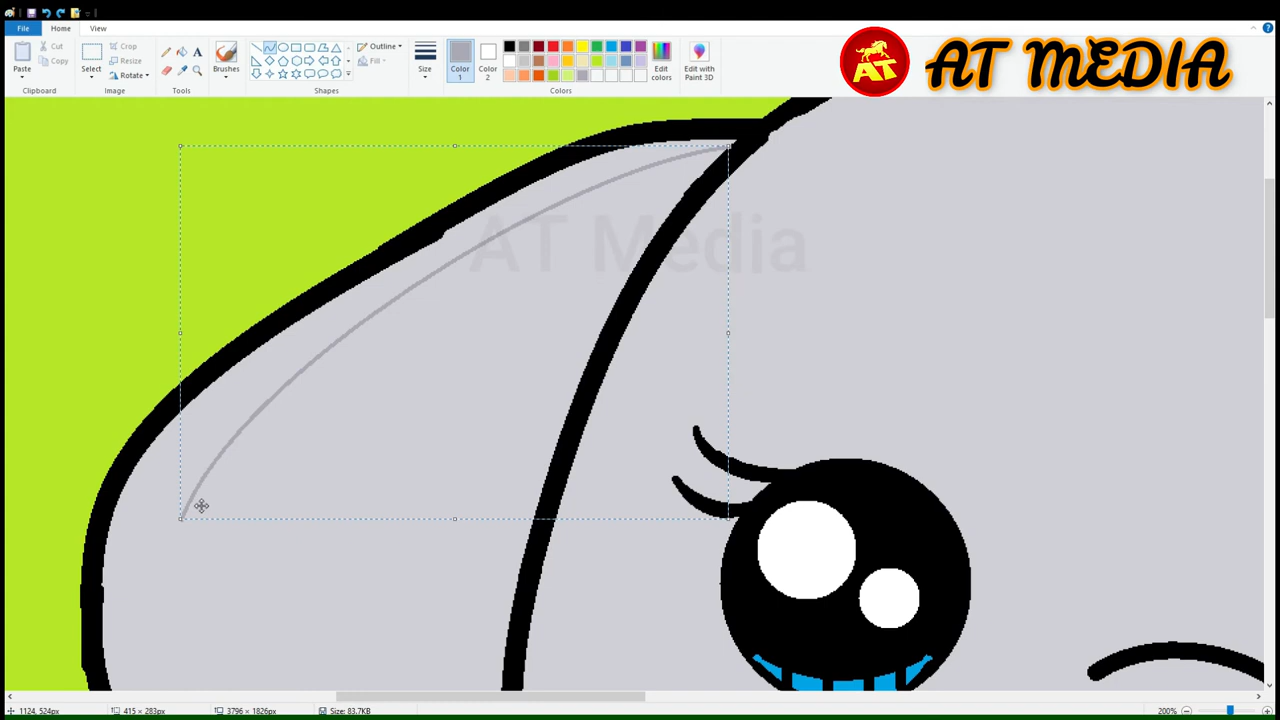 File Home View
AT MEDIA
AT
Paste
Cut
Copy
Clipboard
Select
Crop
Resize
Rotate
Image
A
Tools
Brushes
Outline
Fill
Shapes
Size
Color 1
Color 2
Edit colors
Colors
Edit with Paint 3D
AT Media
1124, 524px 415 × 283px 3796 × 1826px Size: 83.7KB 200%